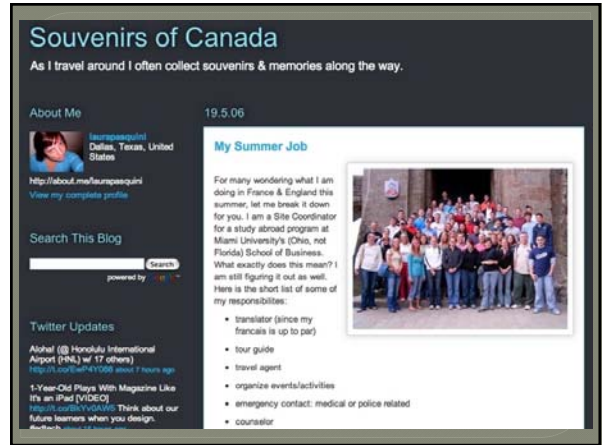 Souvenirs of Canada
As I travel around I often collect souvenirs & memories along the way.
About Me
laurapasquini
Dallas, Texas, United
States
http://about.me/laurapasquini
View my complete profile
Search This Blog
Search
powered by
Twitter Updates
Aloha! (@ Honolulu International
Airport (HNL) w/ 17 others)
http://t.co/EwP4Y086 about 7 hours ago
1-Year-Old Plays With Magazine Like
It's an iPad [VIDEO]
http://t.co/BkYv0AW5 Think about our
future learners when you design.
#edtech about 16 hours ago
19.5.06
My Summer Job
For many wondering what I am
doing in France & England this
summer, let me break it down
for you. I am a Site Coordinator
for a study abroad program at
Miami University's (Ohio, not
Florida) School of Business.
What exactly does this mean? I
am still figuring it out as well.
Here is the short list of some of
my responsibilites:
• translator (since my
francais is up to par)
• tour guide
• travel agent
• organize events/activities
• emergency contact: medical or police related
• counselor